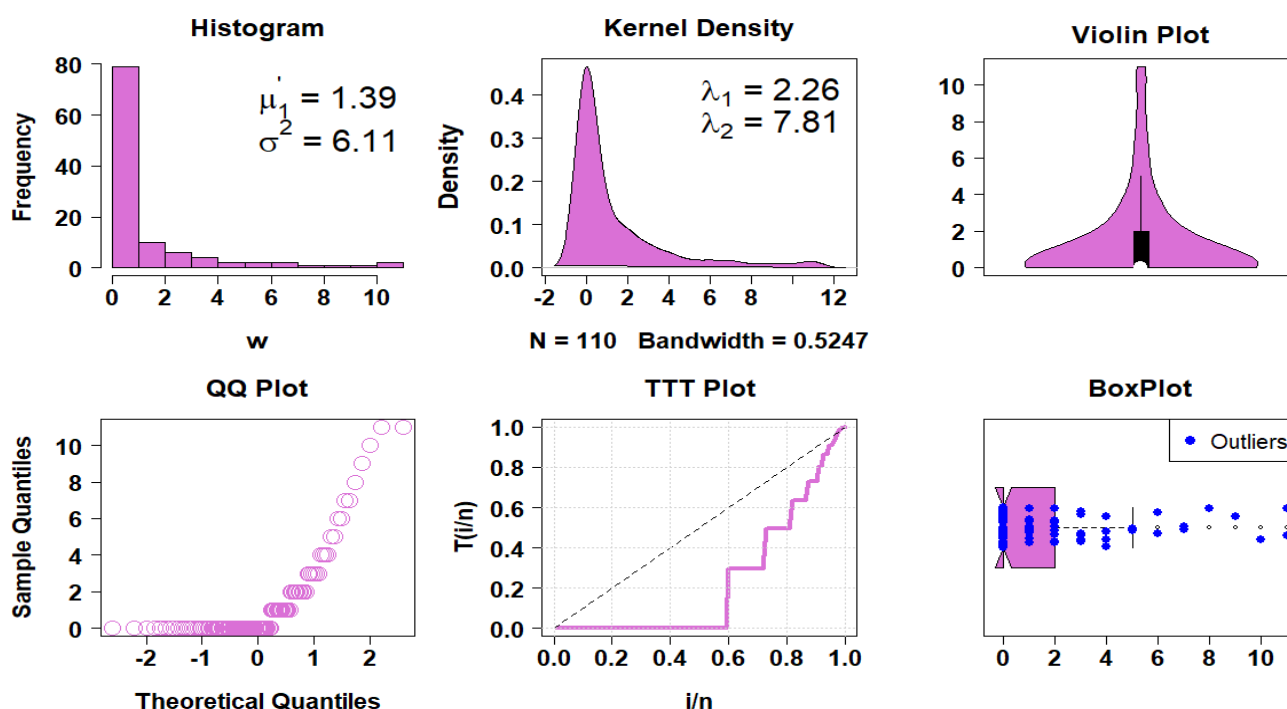 Histogram
μ'1 = 1.39
σ2 = 6.11
Frequency
0 20 40 60 80
0 2 4 6 8 10
w
Kernel Density
λ1 = 2.26
λ2 = 7.81
Density
0.0 0.1 0.2 0.3 0.4
-2 0 2 4 6 8 10 12
N = 110 Bandwidth = 0.5247
Violin Plot
0 2 4 6 8 10
QQ Plot
Sample Quantiles
0 2 4 6 8 10
-2 -1 0 1 2
Theoretical Quantiles
TTT Plot
T(i/n)
0.0 0.2 0.4 0.6 0.8 1.0
0.0 0.2 0.4 0.6 0.8 1.0
i/n
BoxPlot
Outliers
0 2 4 6 8 10